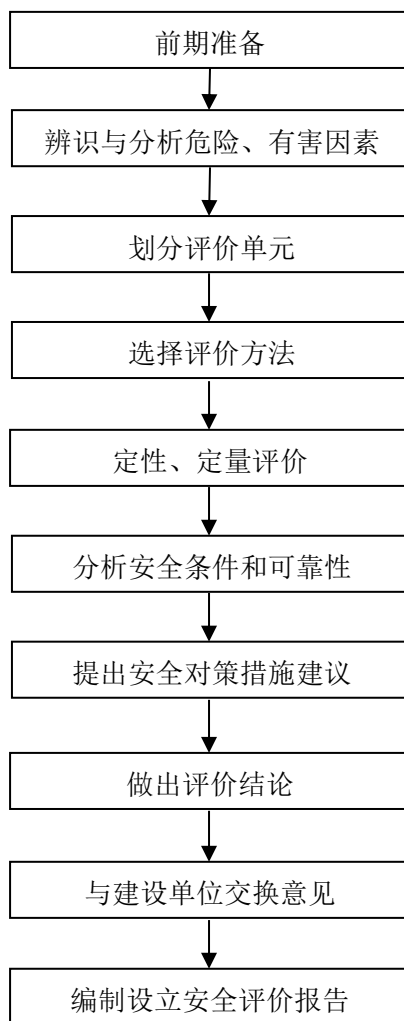 前期准备
辨识与分析危险、有害因素
划分评价单元
选择评价方法
定性、定量评价
分析安全条件和可靠性
提出安全对策措施建议
做出评价结论
与建设单位交换意见
编制设立安全评价报告